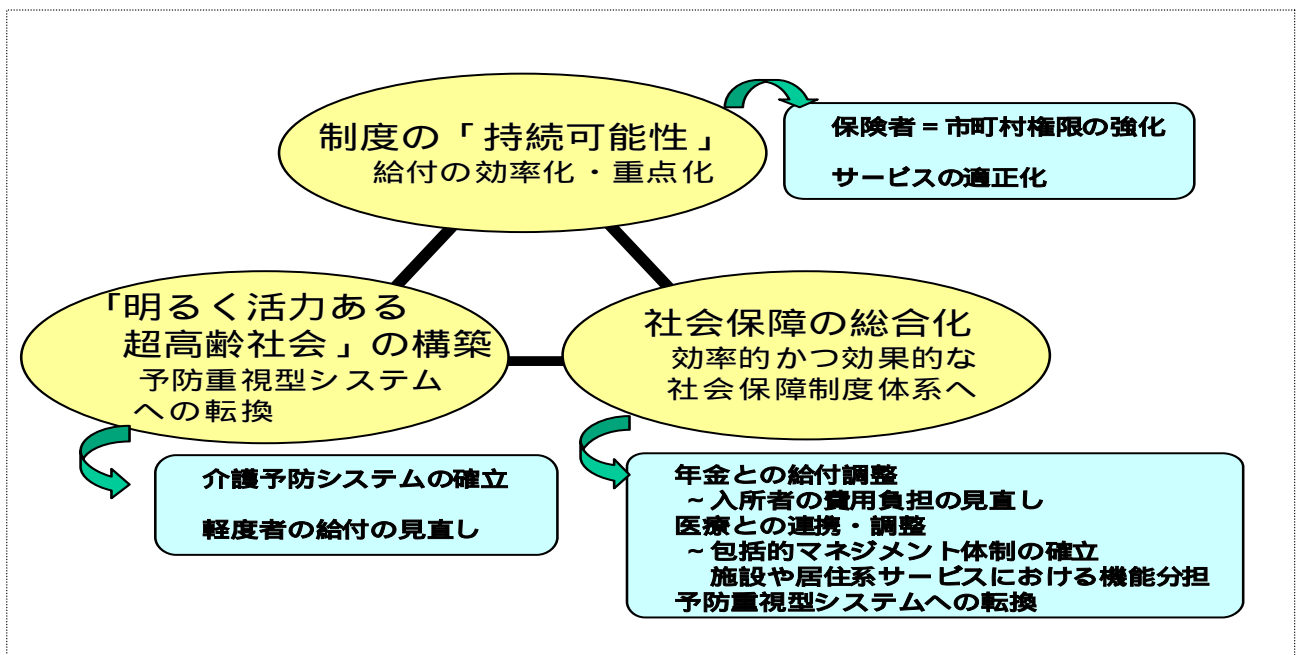 制度の「持続可能性」
給付の効率化・重点化
保険者=市町村権限の強化
サービスの適正化
「明るく活力ある
超高齢社会」の構築
予防重視型システム
への転換
社会保障の総合化
効率的かつ効果的な
社会保障制度体系へ
介護予防システムの確立
軽度者の給付の見直し
年金との給付調整
~入所者の費用負担の見直し
医療との連携・調整
~包括的マネジメント体制の確立
施設や居住系サービスにおける機能分担
予防重視型システムへの転換